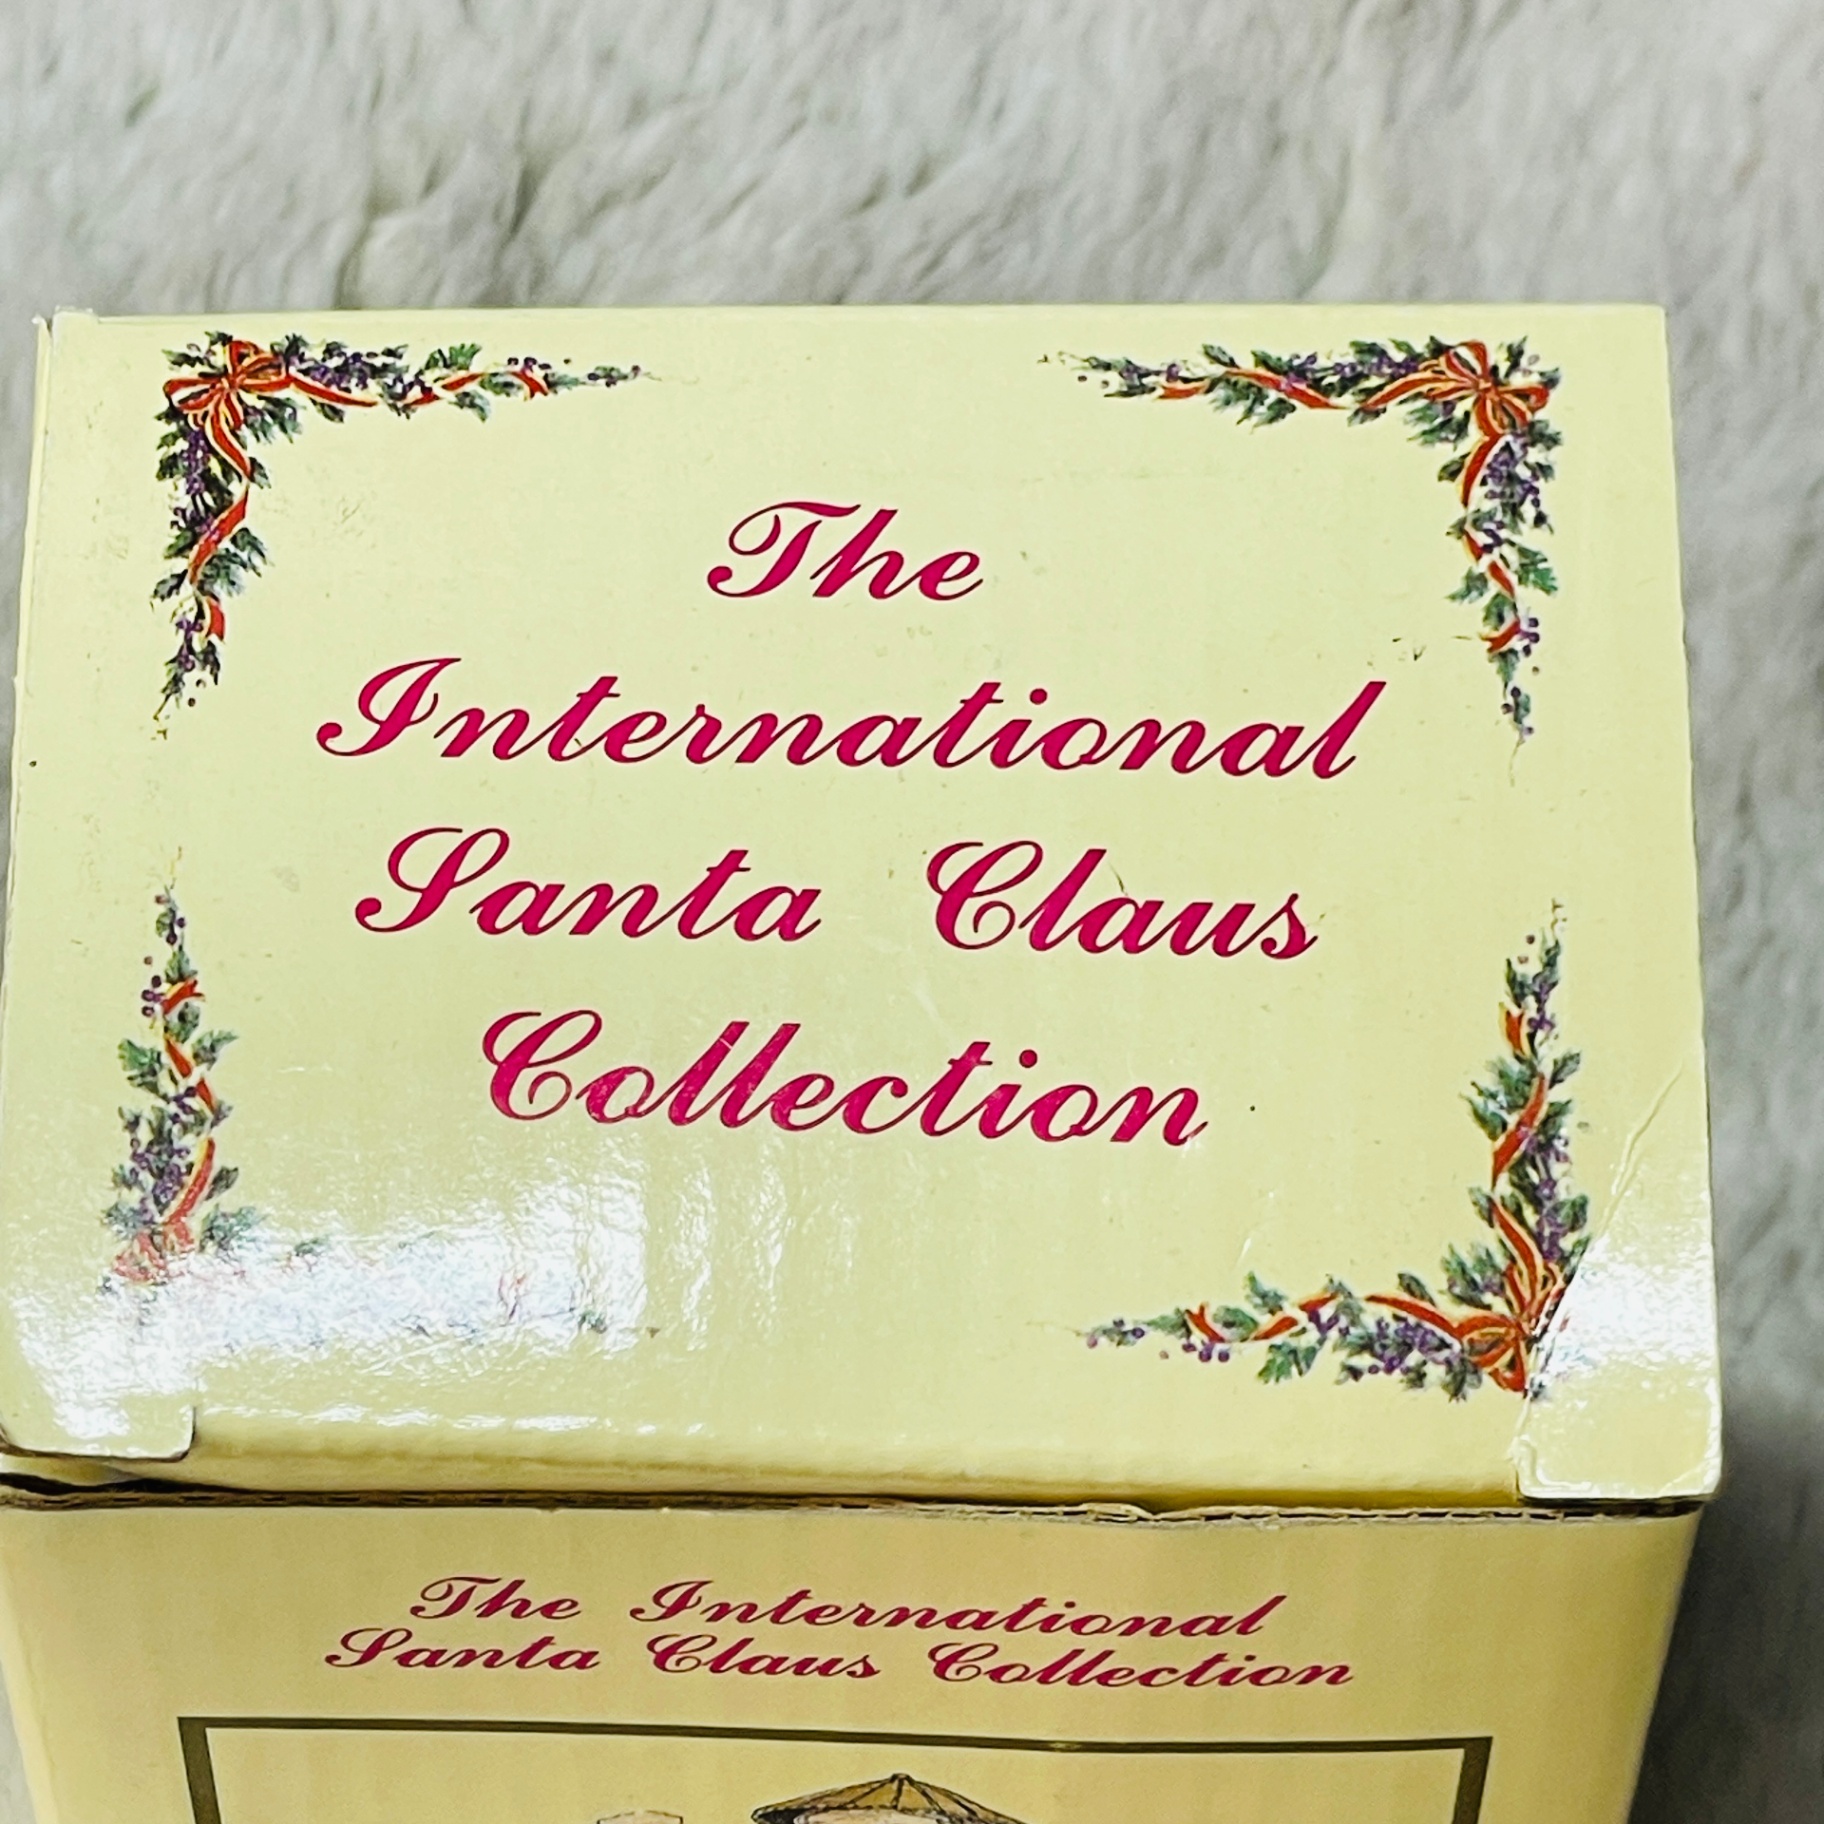 The
International
Santa Claus
Collection
The International
Santa Claus Collection